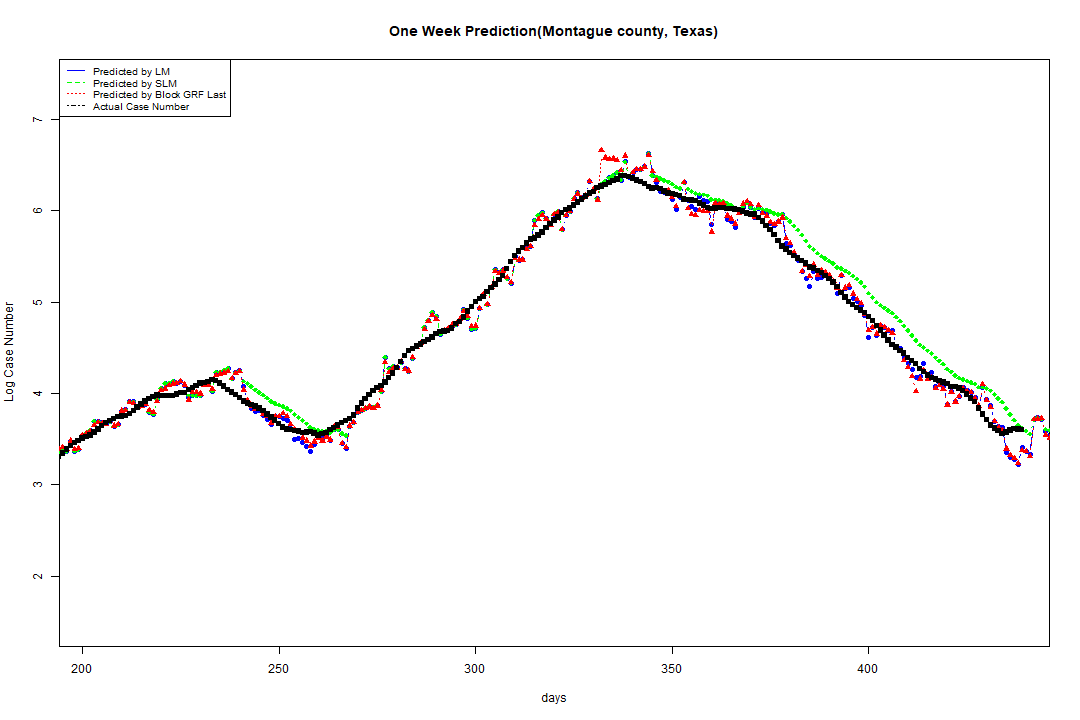 One Week Prediction(Montague county, Texas)
Predicted by LM
Predicted by SLM
Predicted by Block GRF Last
Actual Case Number
7
6
5
4
3
2
Log Case Number
200 250 300 350 400
days